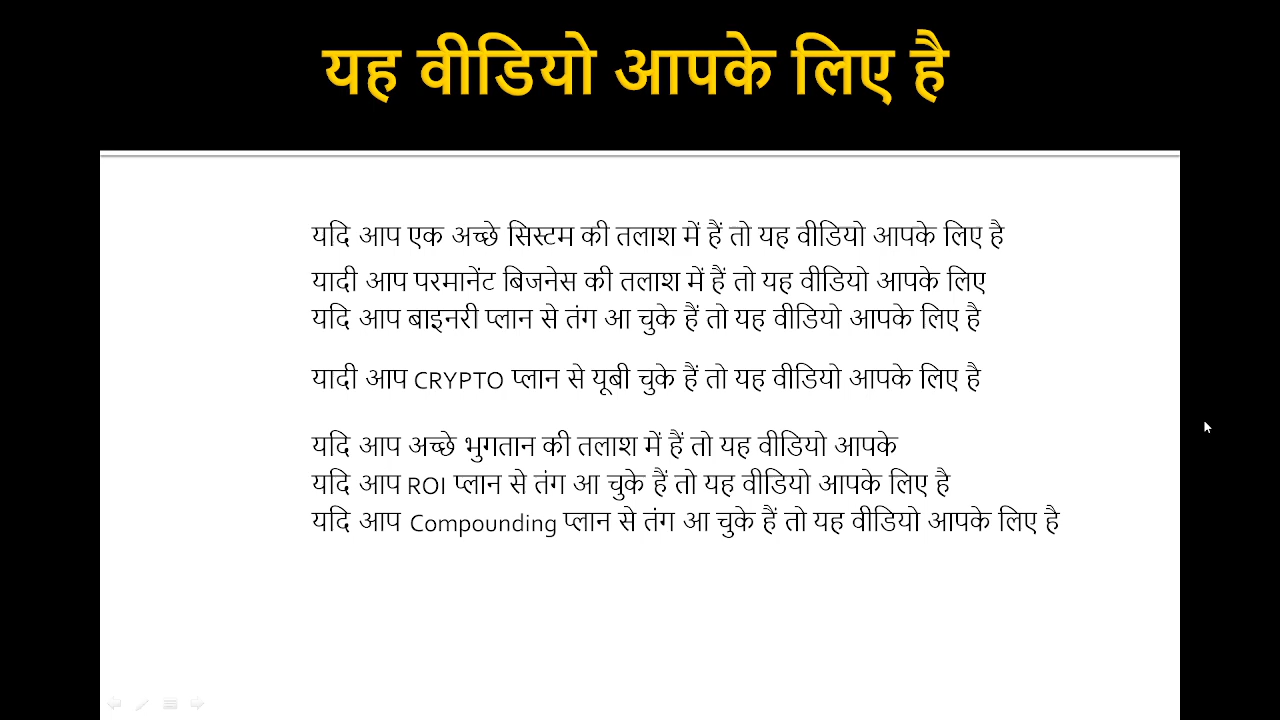 यह वीडियो आपके लिए है
यदि आप एक अच्छे सिस्टम की तलाश में हैं तो यह वीडियो आपके लिए है
यादी आप परमानेंट बिजनेस की तलाश में हैं तो यह वीडियो आपके लिए
यदि आप बाइनरी प्लान से तंग आ चुके हैं तो यह वीडियो आपके लिए है
यादी आप CRYPTO प्लान से यूबी चुके हैं तो यह वीडियो आपके लिए है
यदि आप अच्छे भुगतान की तलाश में हैं तो यह वीडियो आपके
यदि आप ROI प्लान से तंग आ चुके हैं तो यह वीडियो आपके लिए है
यदि आप Compounding प्लान से तंग आ चुके हैं तो यह वीडियो आपके लिए है